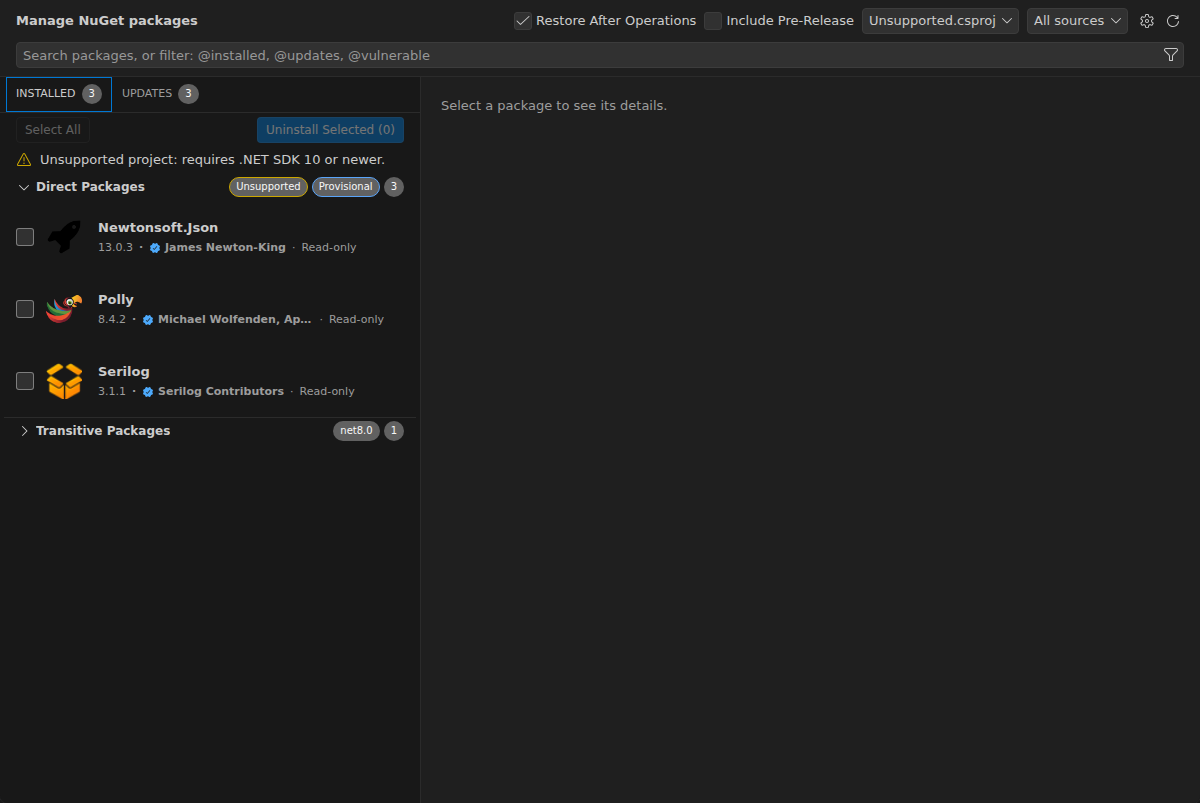 Manage NuGet packages
Restore After Operations
Include Pre-Release
Unsupported.csproj
All sources
Search packages, or filter: @installed, @updates, @vulnerable
INSTALLED 3
UPDATES 3
Select a package to see its details.
Select All
Uninstall Selected (0)
Unsupported project: requires .NET SDK 10 or newer.
Direct Packages
Unsupported
Provisional
3
Newtonsoft.Json
13.0.3 · James Newton-King · Read-only
Polly
8.4.2 · Michael Wolfenden, Ap... · Read-only
Serilog
3.1.1 · Serilog Contributors · Read-only
Transitive Packages
net8.0
1